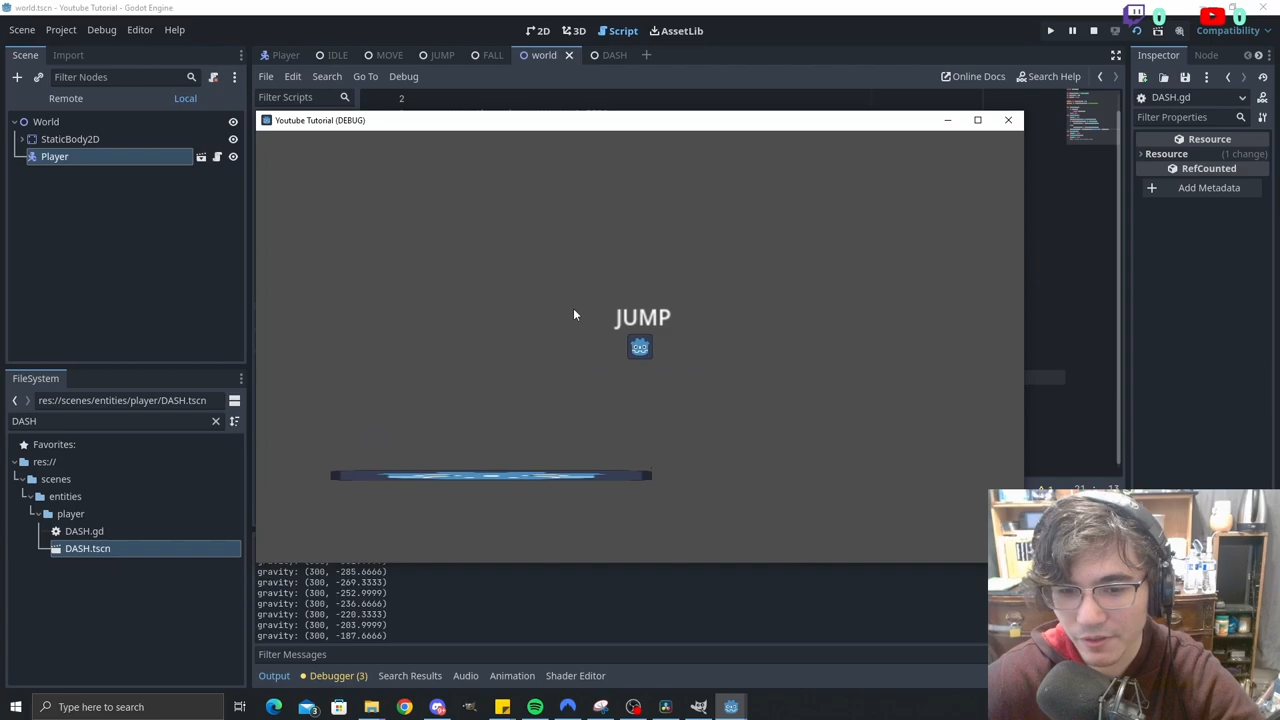 world.tscn - Youtube Tutorial - Godot Engine
0 0
Scene Project Debug Editor Help
2D 3D Script AssetLib
Compatibility
Scene Import
Player IDLE MOVE JUMP FALL world DASH
Inspector Node
Filter Nodes
File Edit Search Go To Debug
Online Docs Search Help
Remote Local
Filter Scripts
2
DASH.gd
Filter Properties
World
StaticBody2D
Player
Youtube Tutorial (DEBUG)
Resource
Resource (1 change)
RefCounted
Add Metadata
JUMP
FileSystem
res://scenes/entities/player/DASH.tscn
DASH
Favorites:
res://
scenes
entities
player
DASH.gd
DASH.tscn
gravity: (300, -285.6666)
gravity: (300, -269.3333)
gravity: (300, -252.9999)
gravity: (300, -236.6666)
gravity: (300, -220.3333)
gravity: (300, -203.9999)
gravity: (300, -187.6666)
Filter Messages
Output Debugger (3) Search Results Audio Animation Shader Editor
Type here to search
3